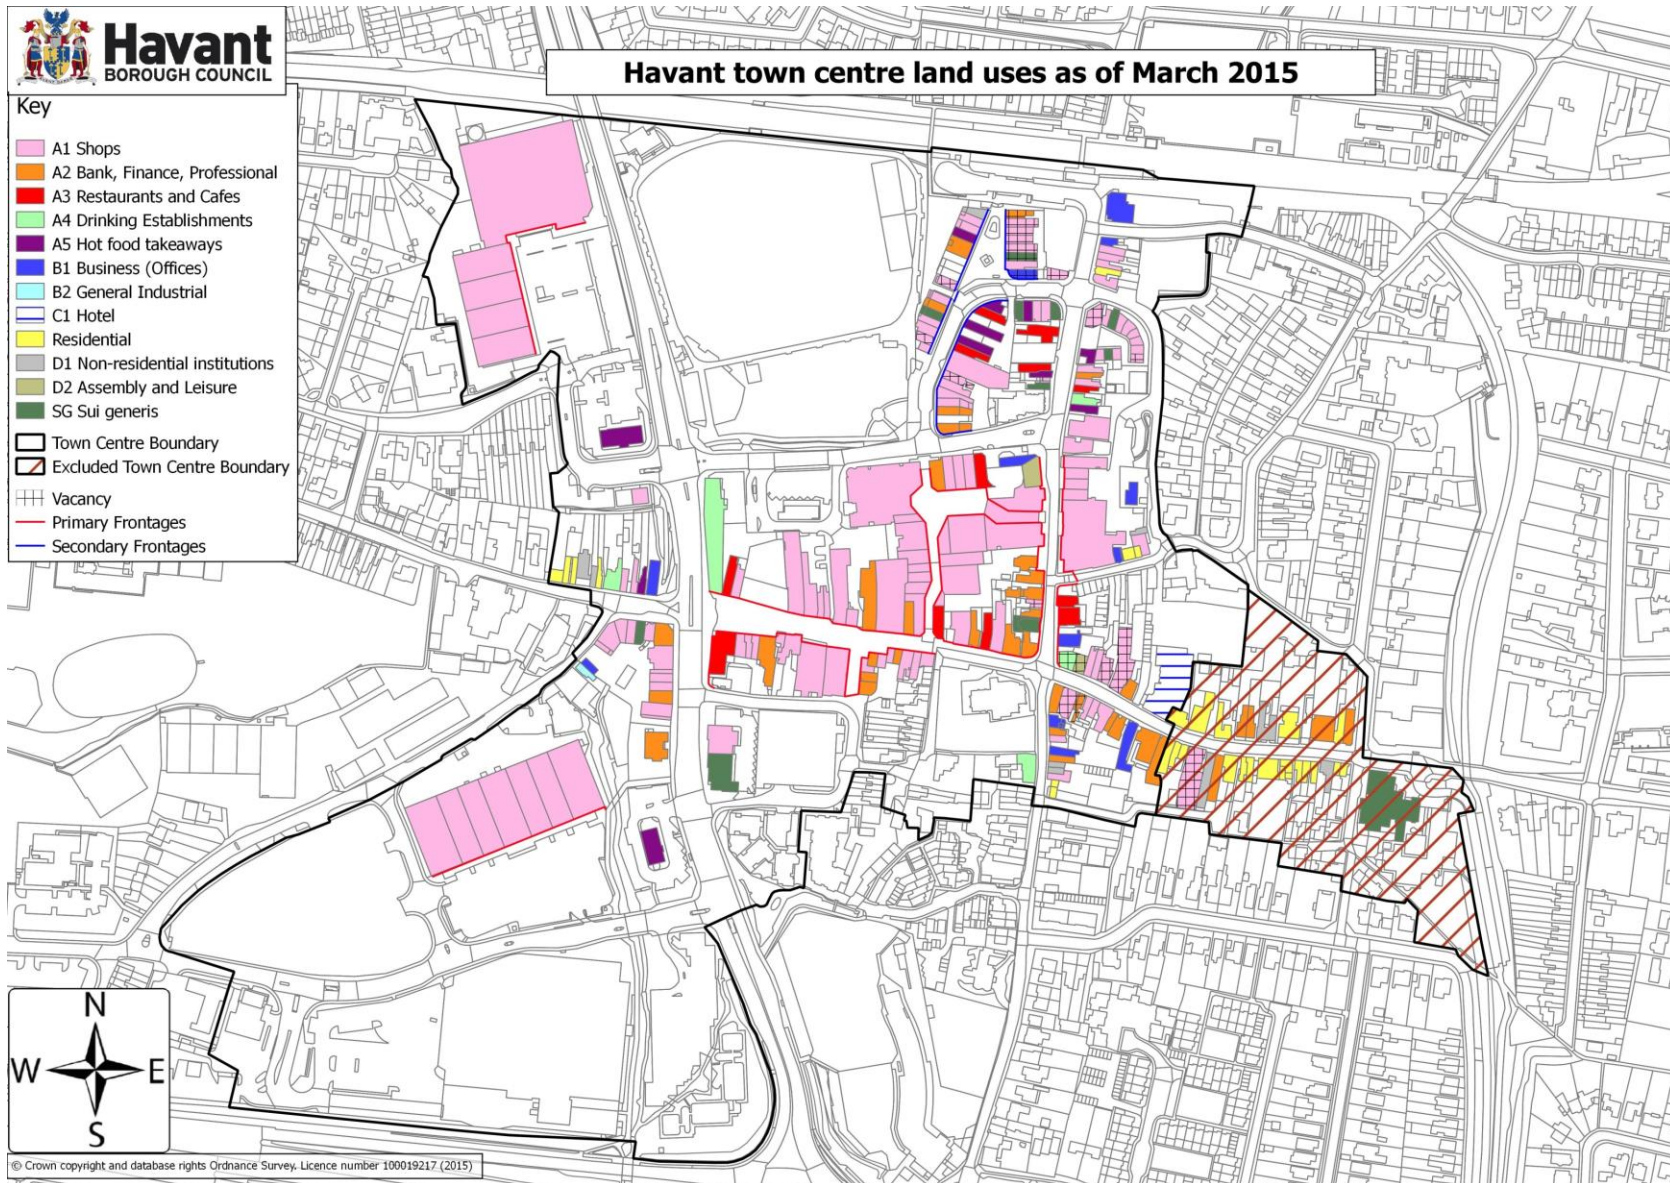 Havant
BOROUGH COUNCIL
Havant town centre land uses as of March 2015
Key
A1 Shops
A2 Bank, Finance, Professional
A3 Restaurants and Cafes
A4 Drinking Establishments
A5 Hot food takeaways
B1 Business (Offices)
B2 General Industrial
C1 Hotel
Residential
D1 Non-residential institutions
D2 Assembly and Leisure
SG Sui generis
Town Centre Boundary
Excluded Town Centre Boundary
Vacancy
Primary Frontages
Secondary Frontages
N
W E
S
© Crown copyright and database rights Ordnance Survey. Licence number 100019217 (2015)